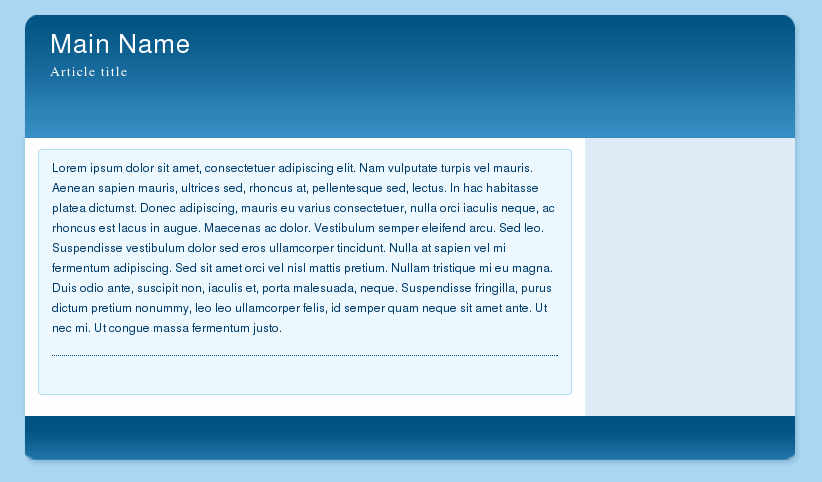 Main Name
Article title
Lorem ipsum dolor sit amet, consectetuer adipiscing elit. Nam vulputate turpis vel mauris.
Aenean sapien mauris, ultrices sed, rhoncus at, pellentesque sed, lectus. In hac habitasse
platea dictumst. Donec adipiscing, mauris eu varius consectetuer, nulla orci iaculis neque, ac
rhoncus est lacus in augue. Maecenas ac dolor. Vestibulum semper eleifend arcu. Sed leo.
Suspendisse vestibulum dolor sed eros ullamcorper tincidunt. Nulla at sapien vel mi
fermentum adipiscing. Sed sit amet orci vel nisl mattis pretium. Nullam tristique mi eu magna.
Duis odio ante, suscipit non, iaculis et, porta malesuada, neque. Suspendisse fringilla, purus
dictum pretium nonummy, leo leo ullamcorper felis, id semper quam neque sit amet ante. Ut
nec mi. Ut congue massa fermentum justo.